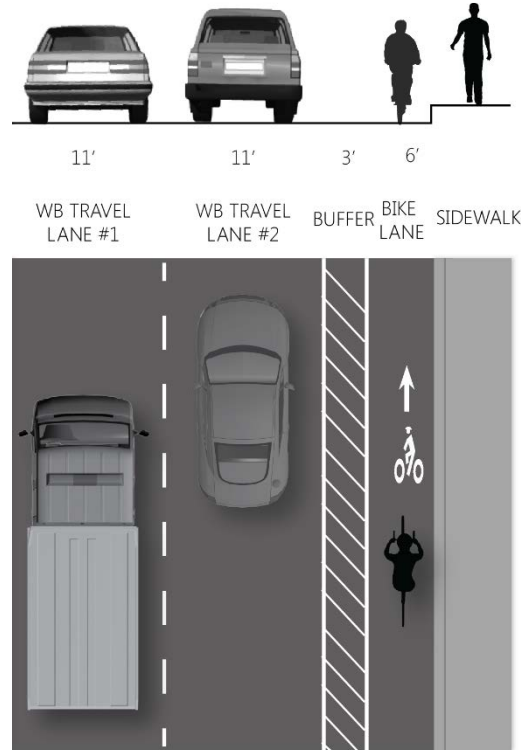 11' 11' 3' 6'
WB TRAVEL LANE #1
WB TRAVEL LANE #2
BUFFER
BIKE LANE
SIDEWALK